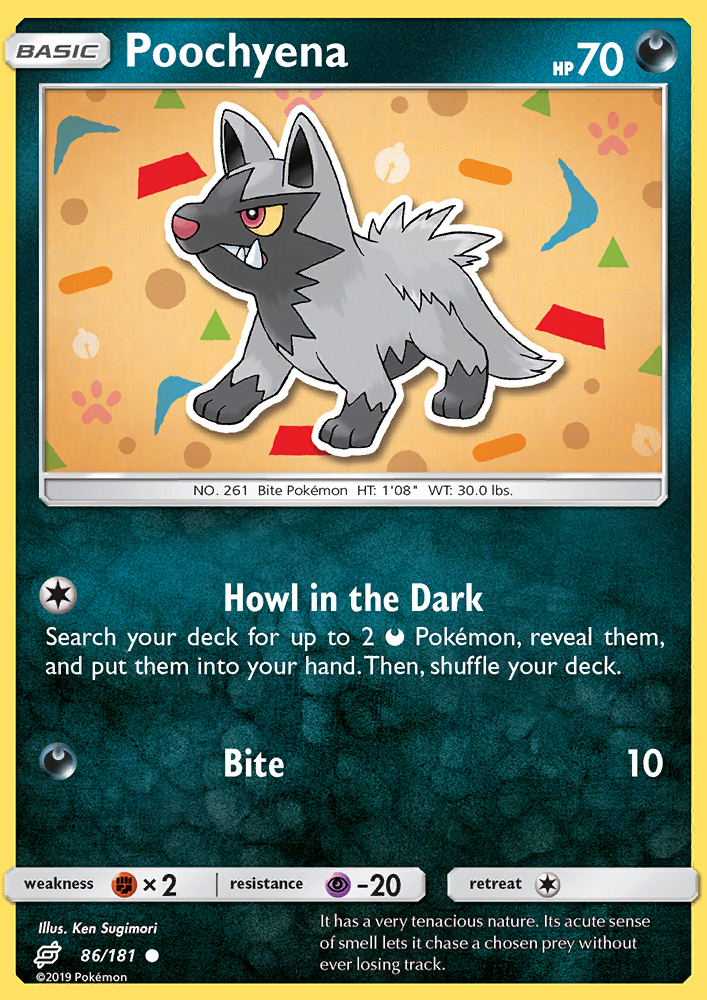 BASIC Poochyena HP70
NO. 261 Bite Pokémon HT: 1'08" WT: 30.0 lbs.
Howl in the Dark
Search your deck for up to 2 Pokémon, reveal them,
and put them into your hand. Then, shuffle your deck.
Bite 10
weakness ×2 resistance -20 retreat
Illus. Ken Sugimori
86/181
©2019 Pokémon
It has a very tenacious nature. Its acute sense
of smell lets it chase a chosen prey without
ever losing track.